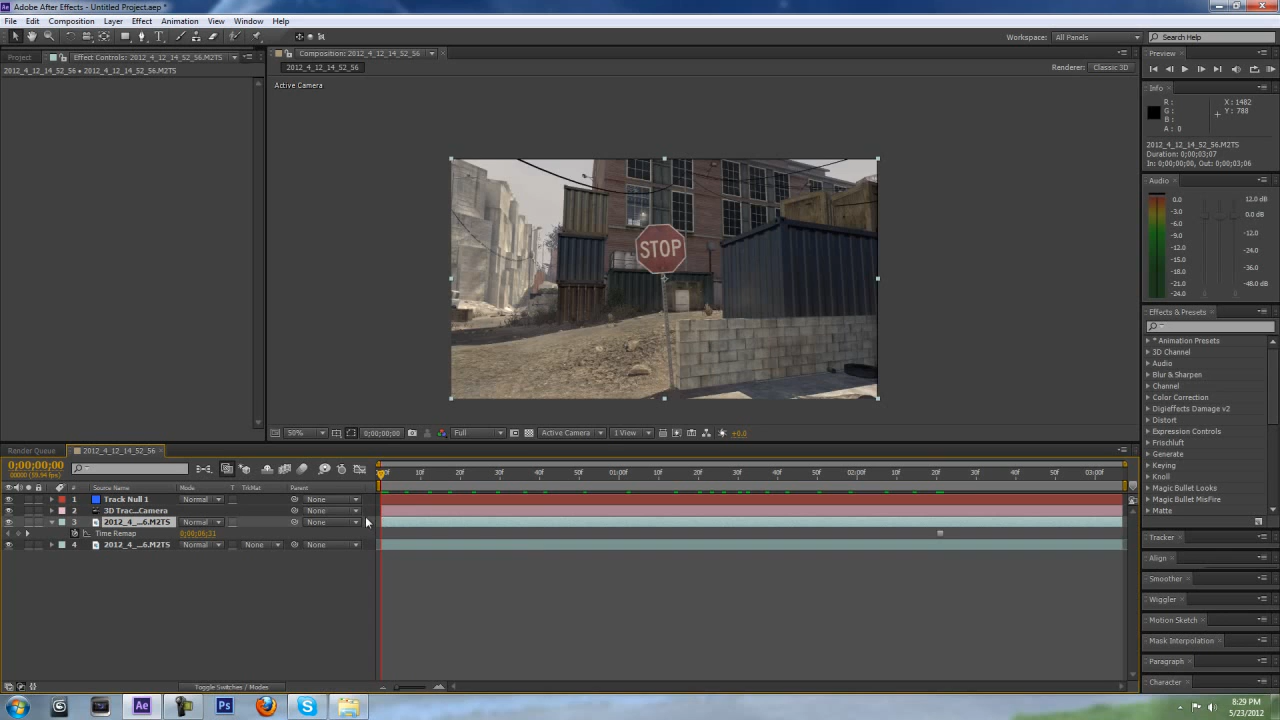 Adobe After Effects - Untitled Project.aep *
File Edit Composition Layer Effect Animation View Window Help
Workspace: All Panels Search Help
Project Effect Controls: 2012_4_12_14_52_56.M2TS
2012_4_12_14_52_56 • 2012_4_12_14_52_56.M2TS
Composition: 2012_4_12_14_52_56
2012_4_12_14_52_56
Renderer: Classic 3D
Active Camera
STOP
50% 0;00;00;00 Full Active Camera 1 View +0.0
Preview
Info
R :
G :
B :
A : 0
X : 1482
Y : 788
2012_4_12_14_52_56.M2TS
Duration: 0;00;03;07
In: 0;00;00;00, Out: 0;00;03;06
Audio
0.0
-3.0
-6.0
-9.0
-12.0
-15.0
-18.0
-21.0
-24.0
12.0 dB
0.0 dB
-12.0
-24.0
-36.0
-48.0 dB
Effects & Presets
* Animation Presets
3D Channel
Audio
Blur & Sharpen
Channel
Color Correction
Digieffects Damage v2
Distort
Expression Controls
Frischluft
Generate
Keying
Knoll
Magic Bullet Looks
Magic Bullet MisFire
Matte
Tracker
Align
Smoother
Wiggler
Motion Sketch
Mask Interpolation
Paragraph
Character
Render Queue 2012_4_12_14_52_56
0;00;00;00
00000 (59.94 fps)
# Source Name Mode T TrkMat Parent
1 Track Null 1 Normal None
2 3D Trac...Camera None
3 2012_4_...6.M2TS Normal None
Time Remap 0;00;06;31
4 2012_4_...6.M2TS Normal None None
10f 20f 30f 40f 50f 01:00f 10f 20f 30f 40f 50f 02:00f 10f 20f 30f 40f 50f 03:00f
Toggle Switches / Modes
8:29 PM
5/23/2012